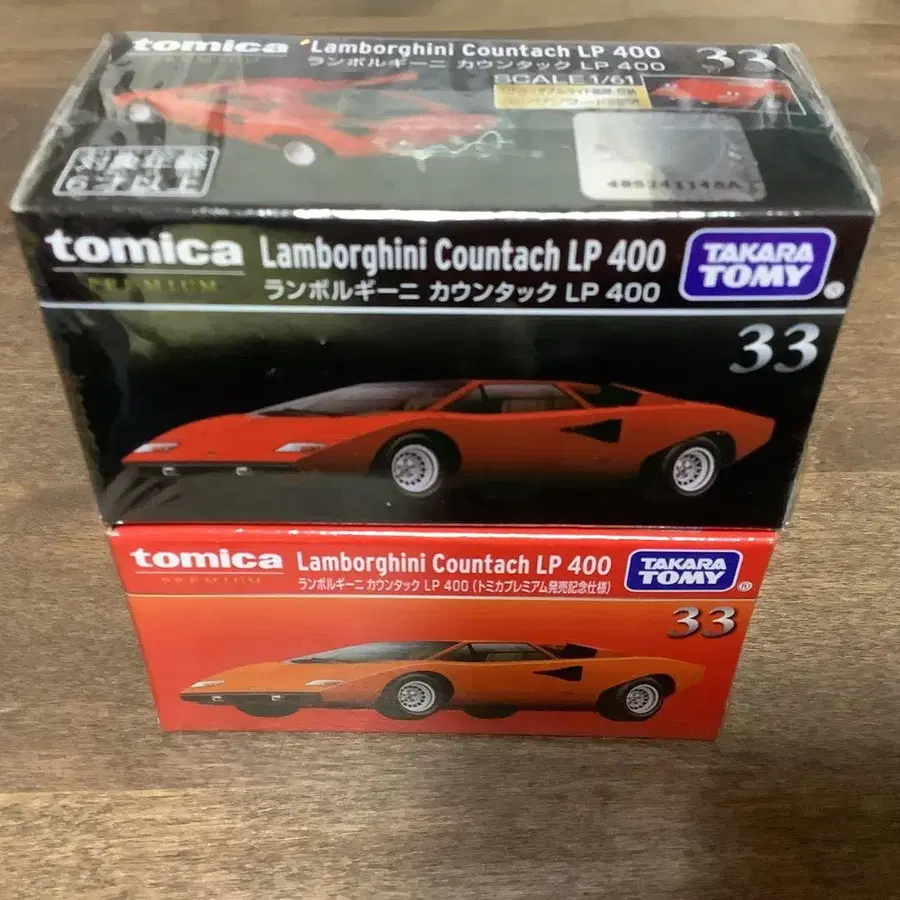 tomica Lamborghini Countach LP 400 33
ランボルギーニ カウンタック LP 400
SCALE 1/61
対象年齢
6才以上
tomica Lamborghini Countach LP 400 TAKARA TOMY ®
PREMIUM ランボルギーニ カウンタック LP 400
33
tomica Lamborghini Countach LP 400 TAKARA TOMY ®
PREMIUM ランボルギーニ カウンタック LP 400 (トミカプレミアム発売記念仕様)
33